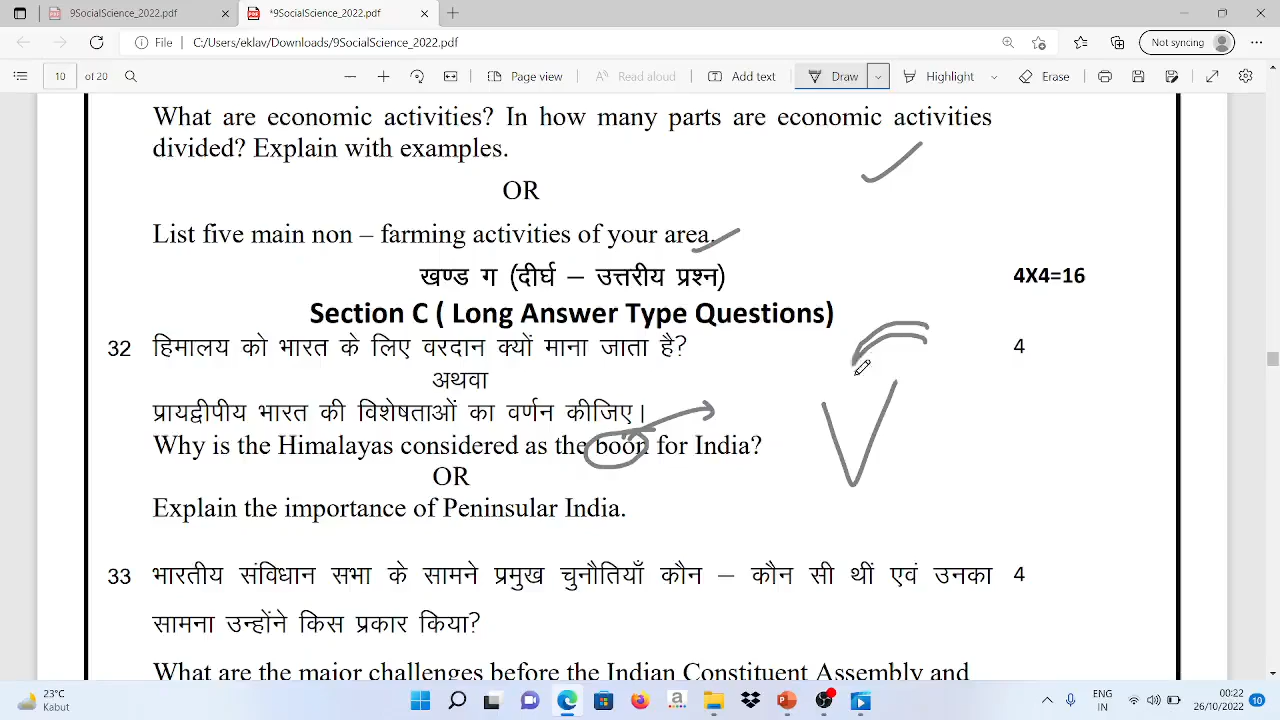 9SocialScience_2022.pdf
*9SocialScience_2022.pdf
File
C:/Users/eklav/Downloads/9SocialScience_2022.pdf
Not syncing
10 of 20
Page view
Read aloud
Add text
Draw
Highlight
Erase
What are economic activities? In how many parts are economic activities
divided? Explain with examples.
OR
List five main non – farming activities of your area.
खण्ड ग (दीर्घ – उत्तरीय प्रश्न) 4X4=16
Section C ( Long Answer Type Questions)
32 हिमालय को भारत के लिए वरदान क्यों माना जाता है? 4
अथवा
प्रायद्वीपीय भारत की विशेषताओं का वर्णन कीजिए।
Why is the Himalayas considered as the boon for India?
OR
Explain the importance of Peninsular India.
33 भारतीय संविधान सभा के सामने प्रमुख चुनौतियाँ कौन – कौन सी थीं एवं उनका 4
सामना उन्होंने किस प्रकार किया?
What are the major challenges before the Indian Constituent Assembly and
23°C
Kabut
ENG
IN
00:22
26/10/2022
10